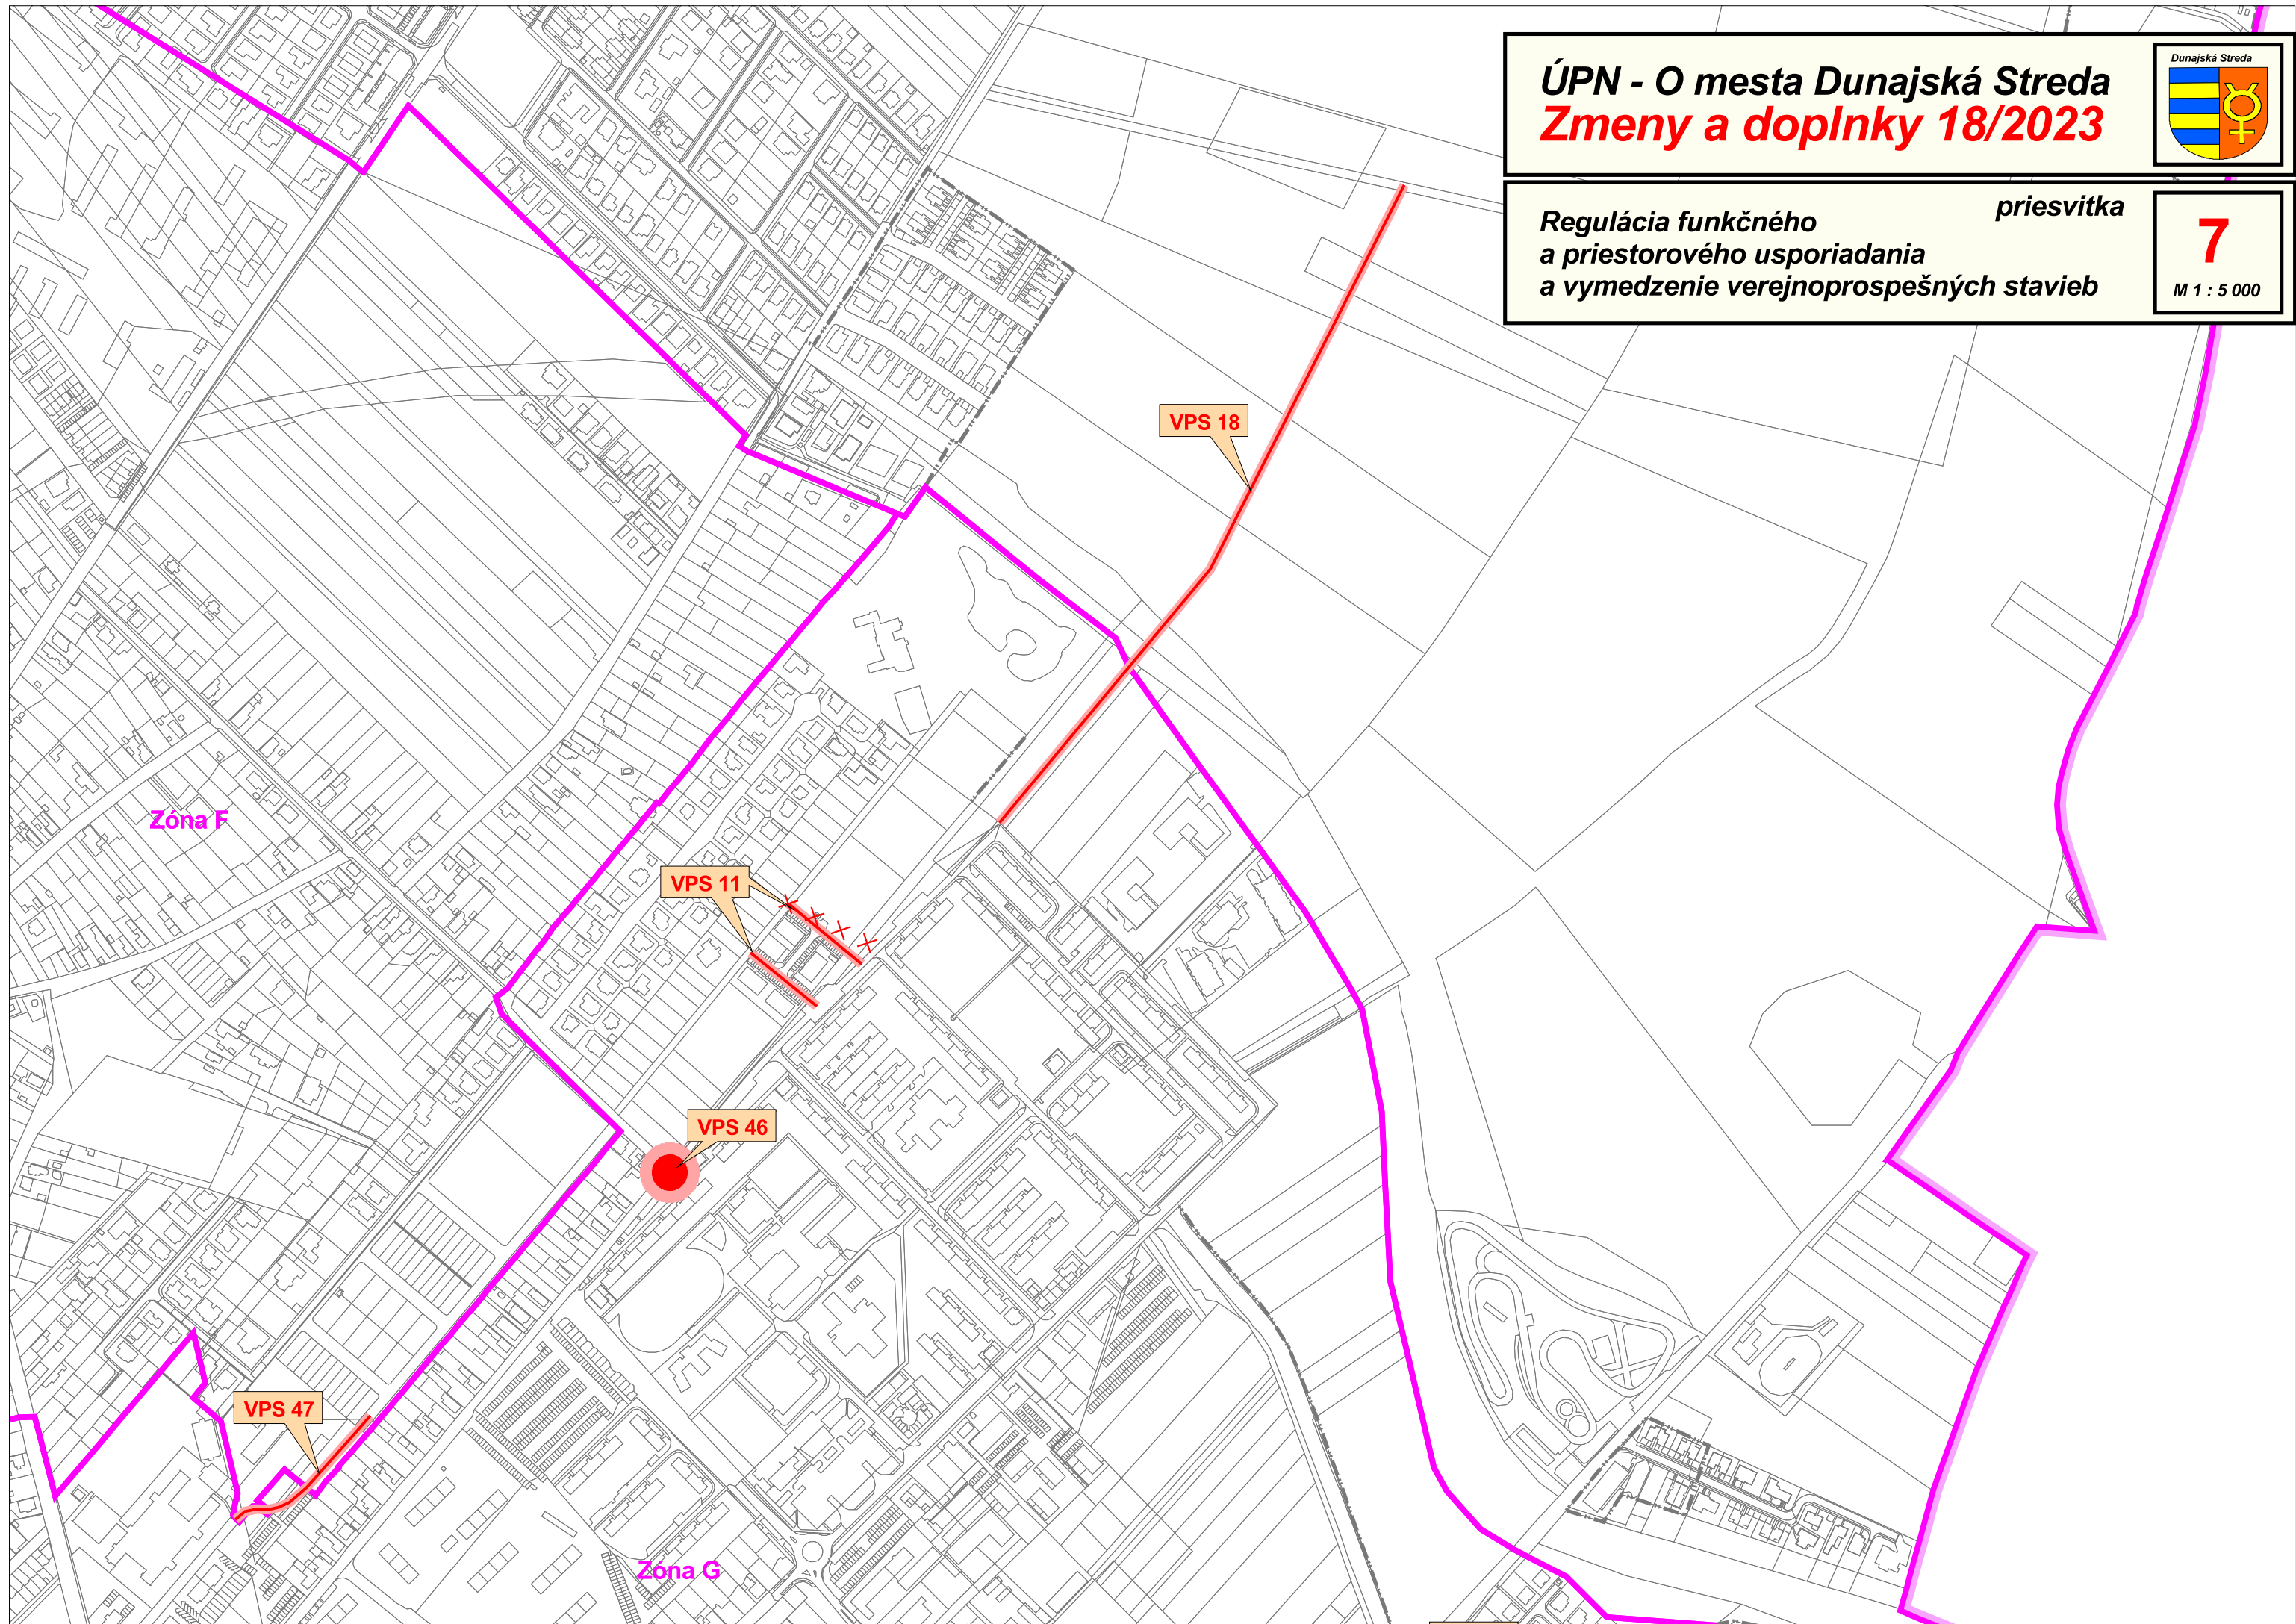 ÚPN - O mesta Dunajská Streda
Zmeny a doplnky 18/2023
Dunajská Streda
Regulácia funkčného
a priestorového usporiadania
a vymedzenie verejnoprospešných stavieb
priesvitka
7
M 1 : 5 000
VPS 18
Zóna F
VPS 11
VPS 46
VPS 47
Zóna G